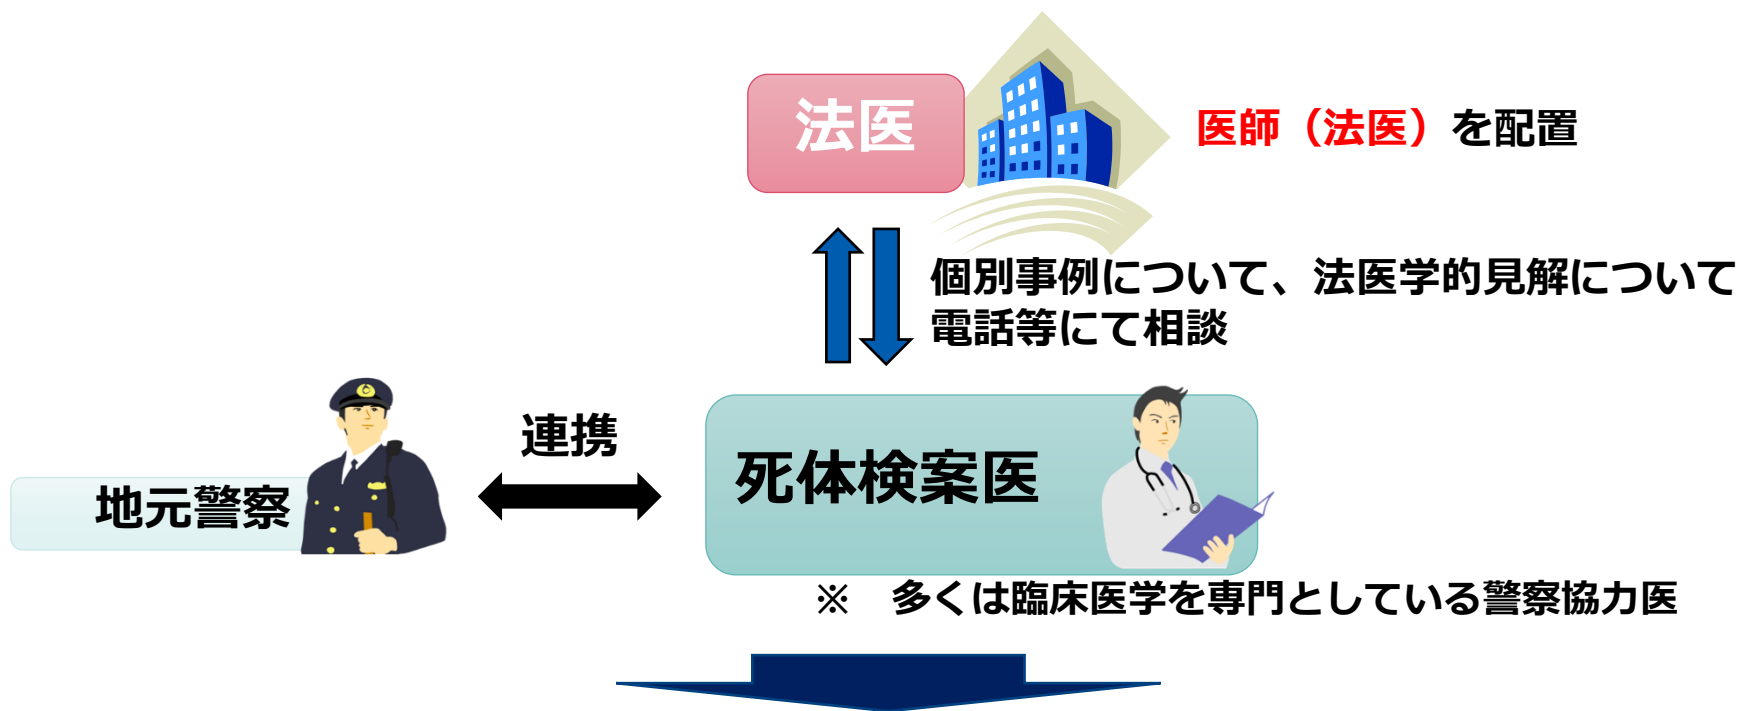 法医
医師（法医）を配置
個別事例について、法医学的見解について
電話等にて相談
連携
地元警察
死体検案医
※　多くは臨床医学を専門としている警察協力医